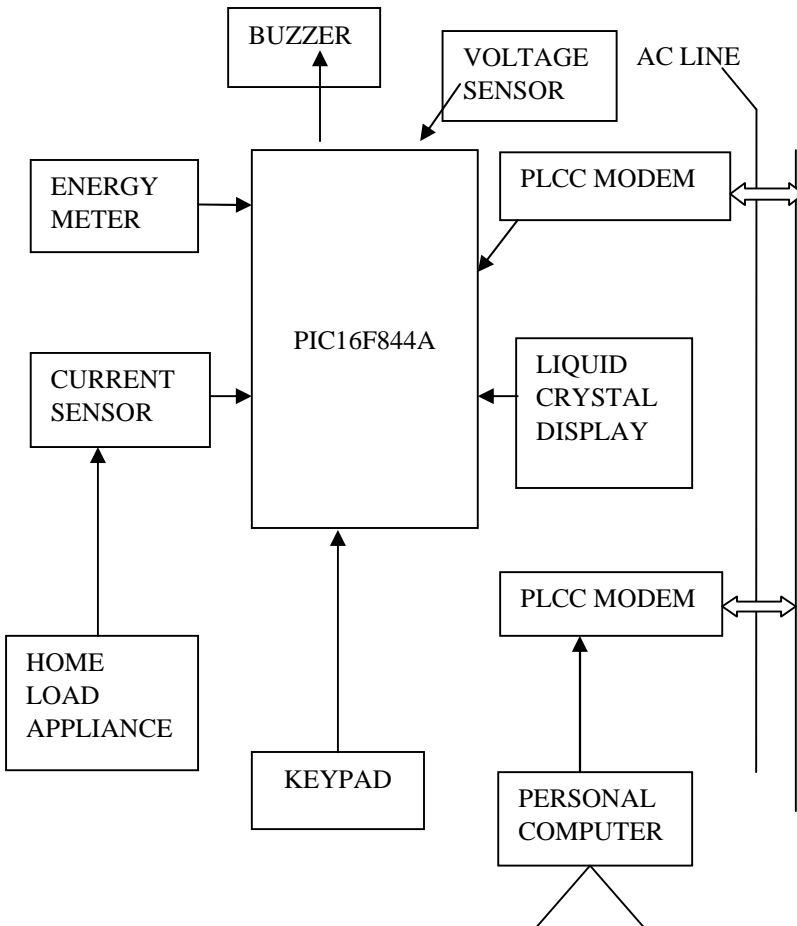 BUZZER
VOLTAGE
SENSOR
AC LINE
ENERGY
METER
PLCC MODEM
PIC16F844A
CURRENT
SENSOR
LIQUID
CRYSTAL
DISPLAY
PLCC MODEM
HOME
LOAD
APPLIANCE
KEYPAD
PERSONAL
COMPUTER